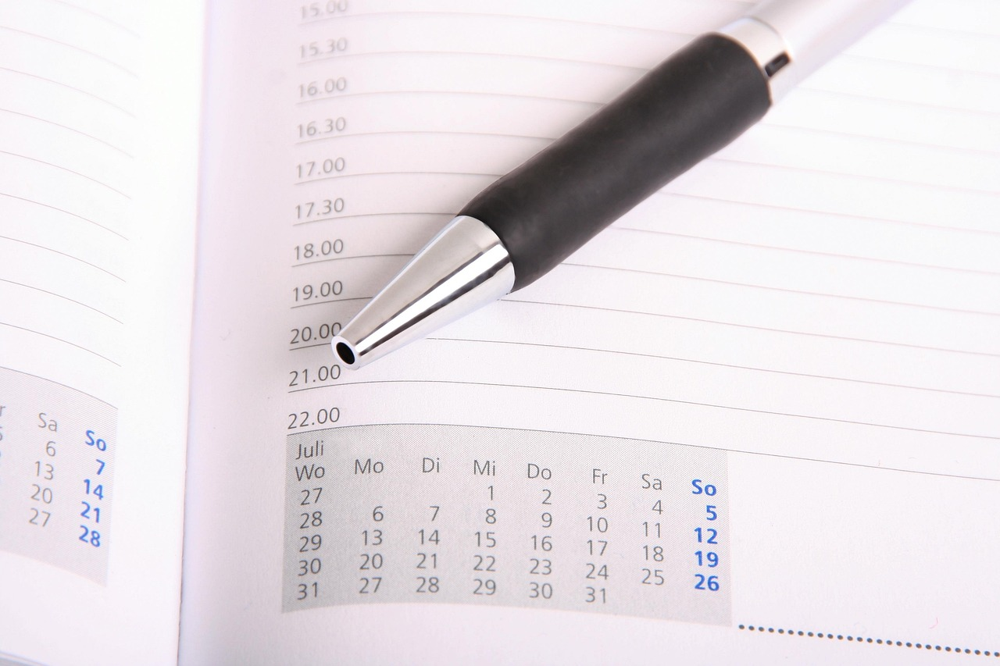 r Sa So
6 7
13 14
20 21
27 28
15.00
15.30
16.00
16.30
17.00
17.30
18.00
19.00
20.00
21.00
22.00
Juli
Wo Mo Di Mi Do Fr Sa So
27 1 2 3 4 5
28 6 7 8 9 10 11 12
29 13 14 15 16 17 18 19
30 20 21 22 23 24 25 26
31 27 28 29 30 31